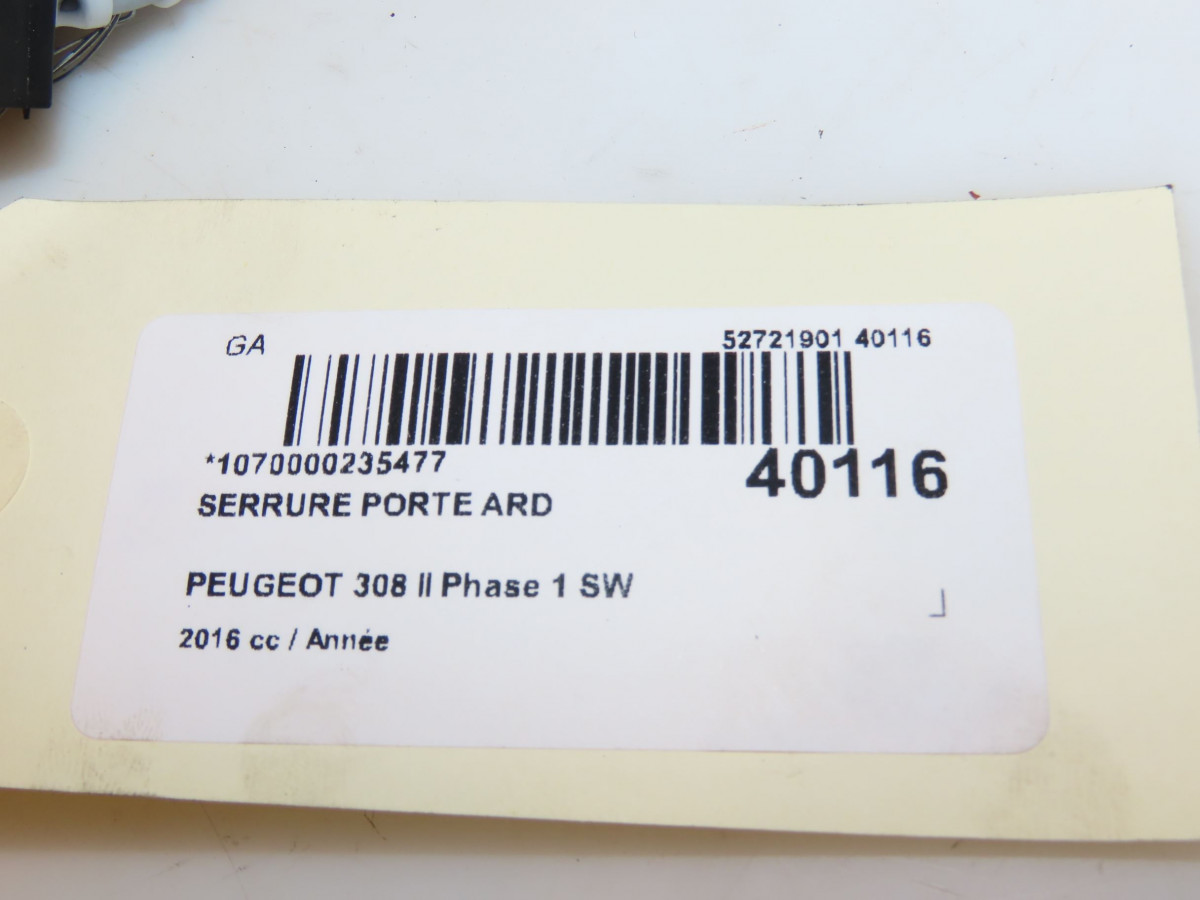 GA 52721901 40116
*1070000235477 40116
SERRURE PORTE ARD
PEUGEOT 308 II Phase 1 SW
2016 cc / Année